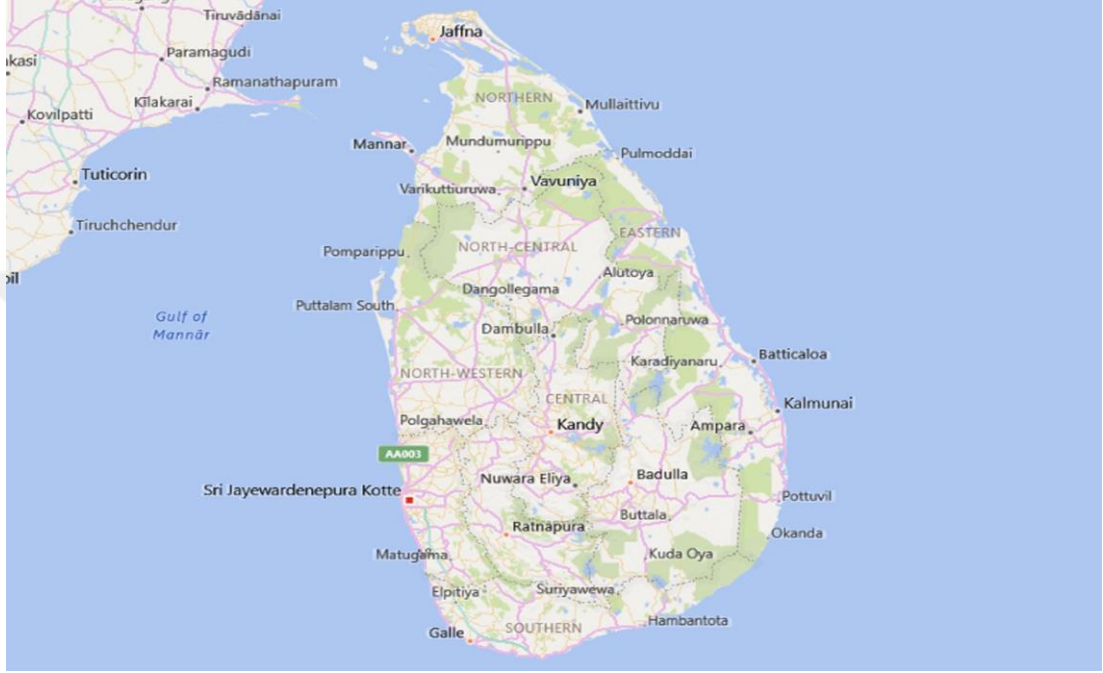 Tiruvādānai
Jaffna
Paramagudi
Ramanathapuram
Kīlakarai
NORTHERN
Mullaittivu
Kovilpatti
Mannar
Mundumurippu
Pulmoddai
Tuticorin
Varikuttiuruwa
Vavuniya
Tiruchchendur
EASTERN
Pomparippu
NORTH-CENTRAL
Alutoya
Dangollegama
Puttalam South
Gulf of
Mannār
Dambulla
Polonnaruwa
Batticaloa
Karadiyanaru
NORTH-WESTERN
CENTRAL
Kalmunai
Polgahawela
Kandy
Ampara
AA003
Nuwara Eliya
Badulla
Sri Jayewardenepura Kotte
Pottuvil
Buttala
Ratnapura
Okanda
Matugama
Kuda Oya
Elpitiya
Suriyawewa
Hambantota
Galle
SOUTHERN